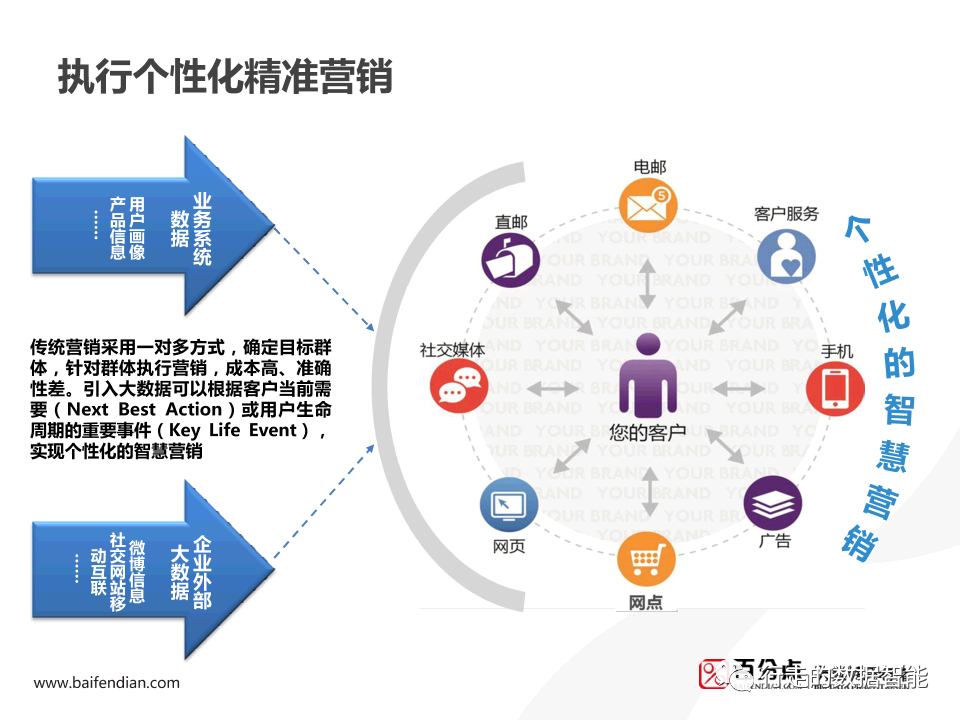 执行个性化精准营销
业务系统
数据
用户画像
产品信息
……
传统营销采用一对多方式，确定目标群
体，针对群体执行营销，成本高、准确
性差。引入大数据可以根据客户当前需
要（Next Best Action）或用户生命
周期的重要事件（Key Life Event），
实现个性化的智慧营销
企业外部
大数据
微博信息
社交网站移
动互联
……
电邮
5
直邮
客户服务
社交媒体
手机
您的客户
网页
广告
网点
YOUR BRAND
个性化的智慧营销
www.baifendian.com
百分点
行走的数据智能